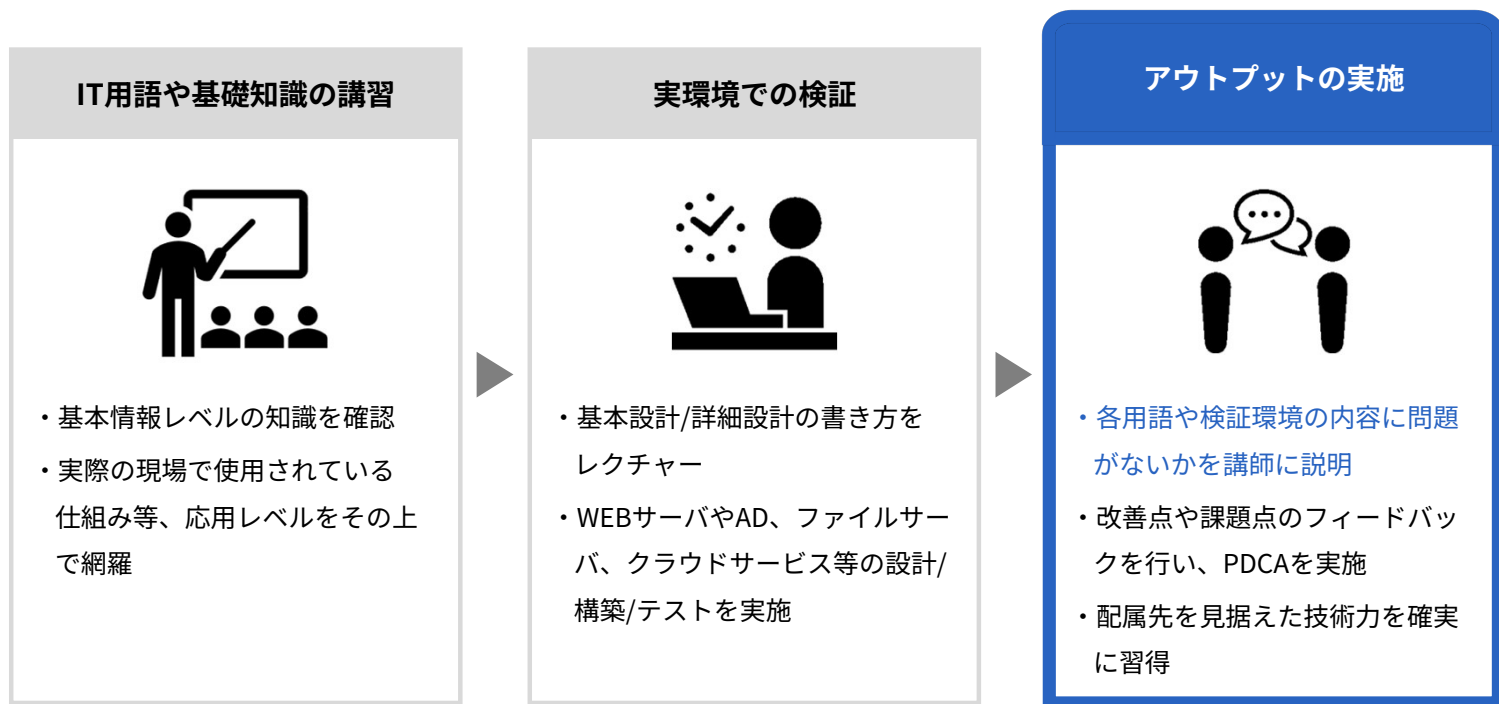 IT用語や基礎知識の講習
・基本情報レベルの知識を確認
・実際の現場で使用されている
仕組み等、応用レベルをその上
で網羅
実環境での検証
・基本設計/詳細設計の書き方を
レクチャー
・WEBサーバやAD、ファイルサー
バ、クラウドサービス等の設計/
構築/テストを実施
アウトプットの実施
・各用語や検証環境の内容に問題
がないかを講師に説明
・改善点や課題点のフィードバッ
クを行い、PDCAを実施
・配属先を見据えた技術力を確実
に習得